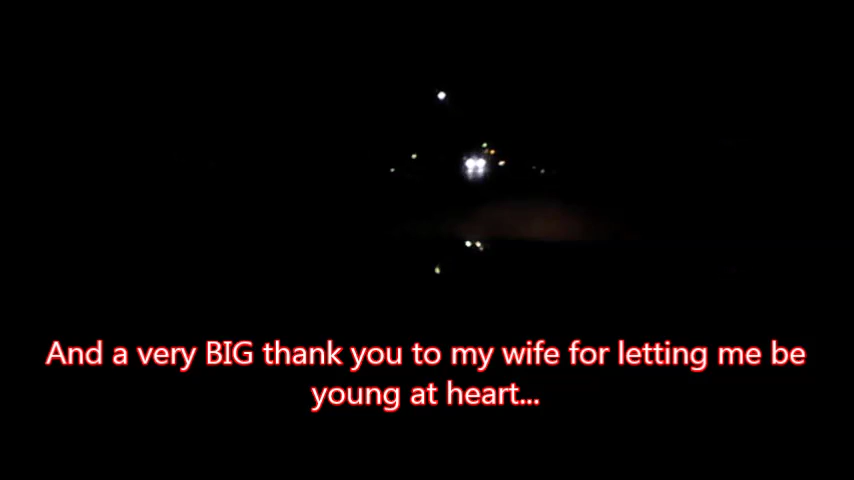 And a very BIG thank you to my wife for letting me be
young at heart...